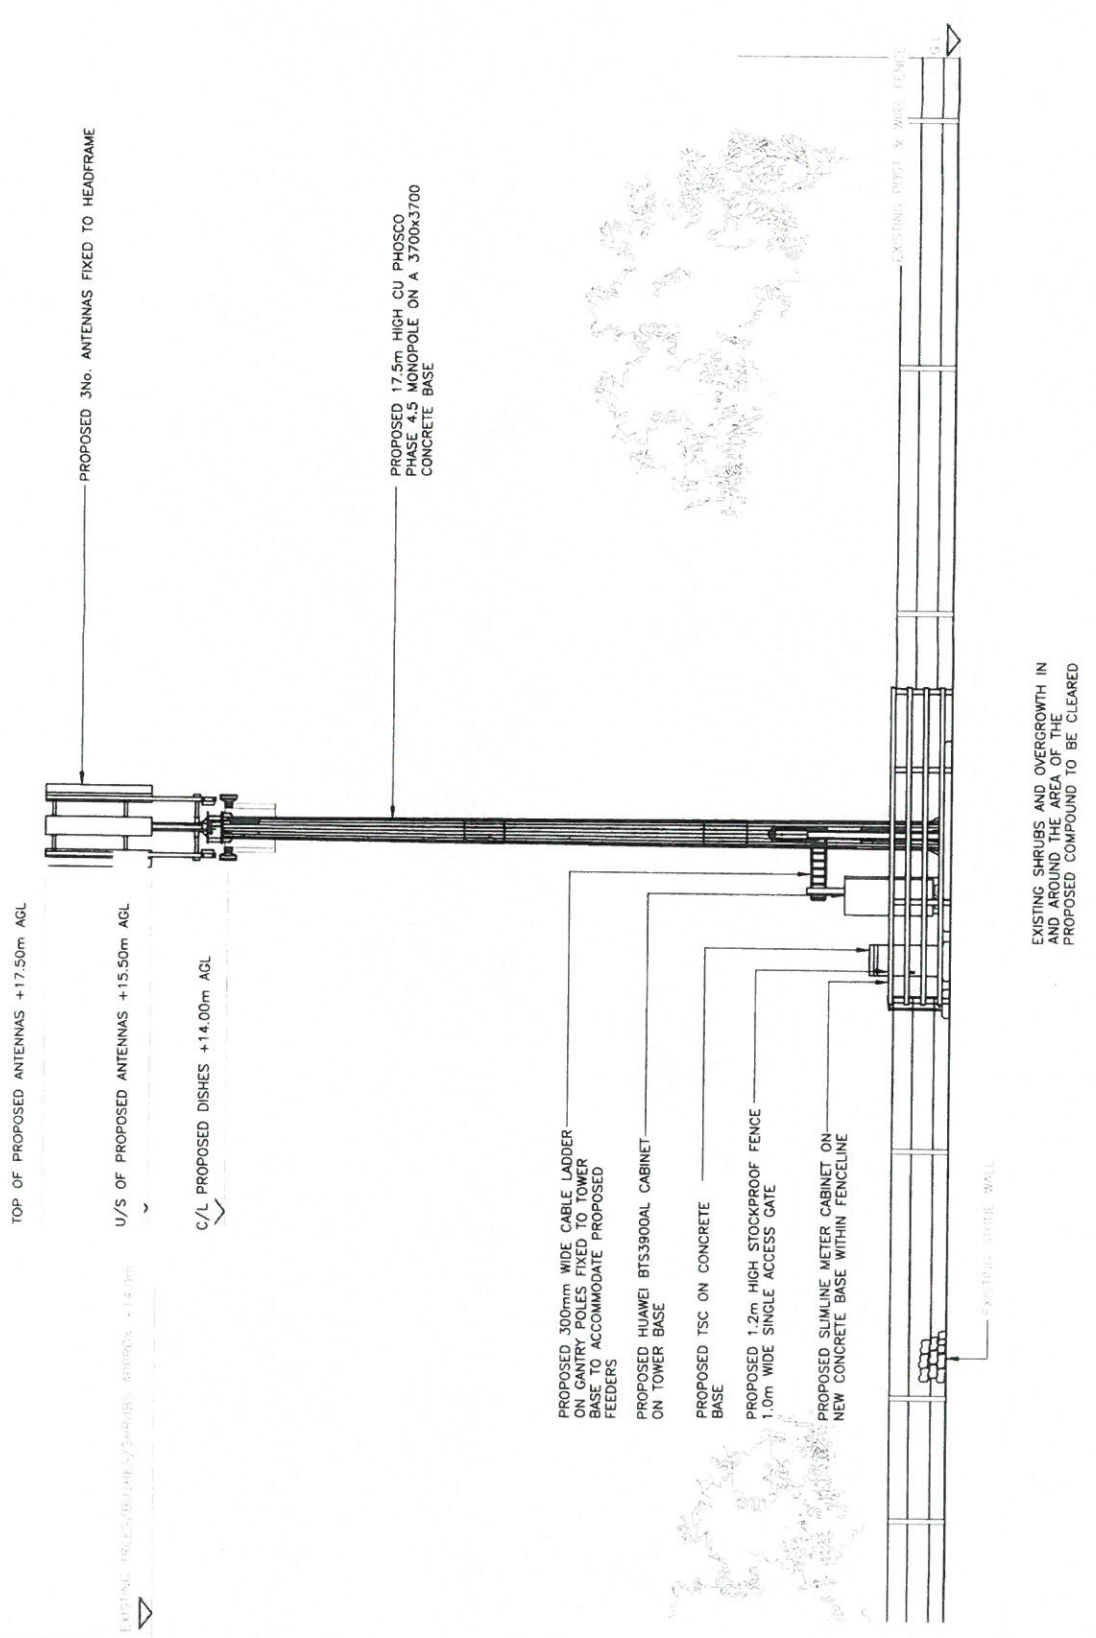 TOP OF PROPOSED ANTENNAS +17.50m AGL
U/S OF PROPOSED ANTENNAS +15.50m AGL
C/L PROPOSED DISHES +14.00m AGL
PROPOSED 3No. ANTENNAS FIXED TO HEADFRAME
PROPOSED 17.5m HIGH CU PHOSCO
PHASE 4.5 MONOPOLE ON A 3700x3700
CONCRETE BASE
EXISTING TREES/BUSHES/SHRUBS APPROX
PROPOSED 300mm WIDE CABLE LADDER
ON GANTRY POLES FIXED TO TOWER
BASE TO ACCOMMODATE PROPOSED
FEEDERS
PROPOSED HUAWEI BTS3900AL CABINET
ON TOWER BASE
PROPOSED TSC ON CONCRETE
BASE
PROPOSED 1.2m HIGH STOCKPROOF FENCE
1.0m WIDE SINGLE ACCESS GATE
PROPOSED SLIMLINE METER CABINET ON
NEW CONCRETE BASE WITHIN FENCELINE
EXISTING POST & WIRE FENCE
EXISTING STONE WALL
EXISTING SHRUBS AND OVERGROWTH IN
AND AROUND THE AREA OF THE
PROPOSED COMPOUND TO BE CLEARED